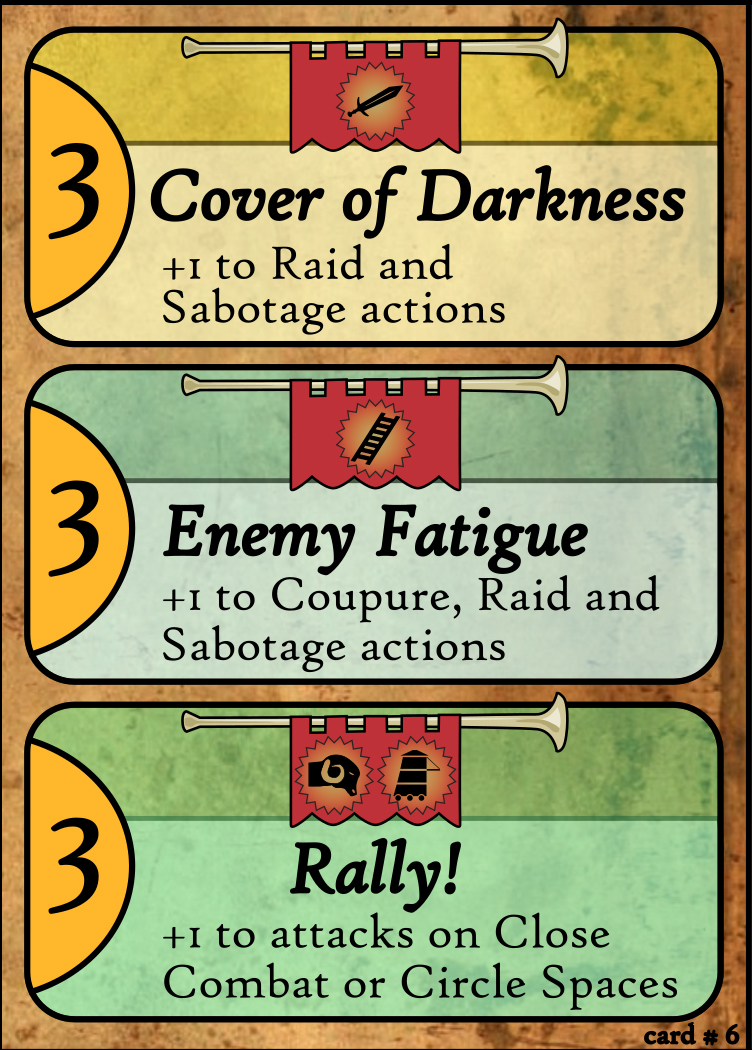 3
Cover of Darkness
+1 to Raid and
Sabotage actions
3
Enemy Fatigue
+1 to Coupure, Raid and
Sabotage actions
3
Rally!
+1 to attacks on Close
Combat or Circle Spaces
card # 6